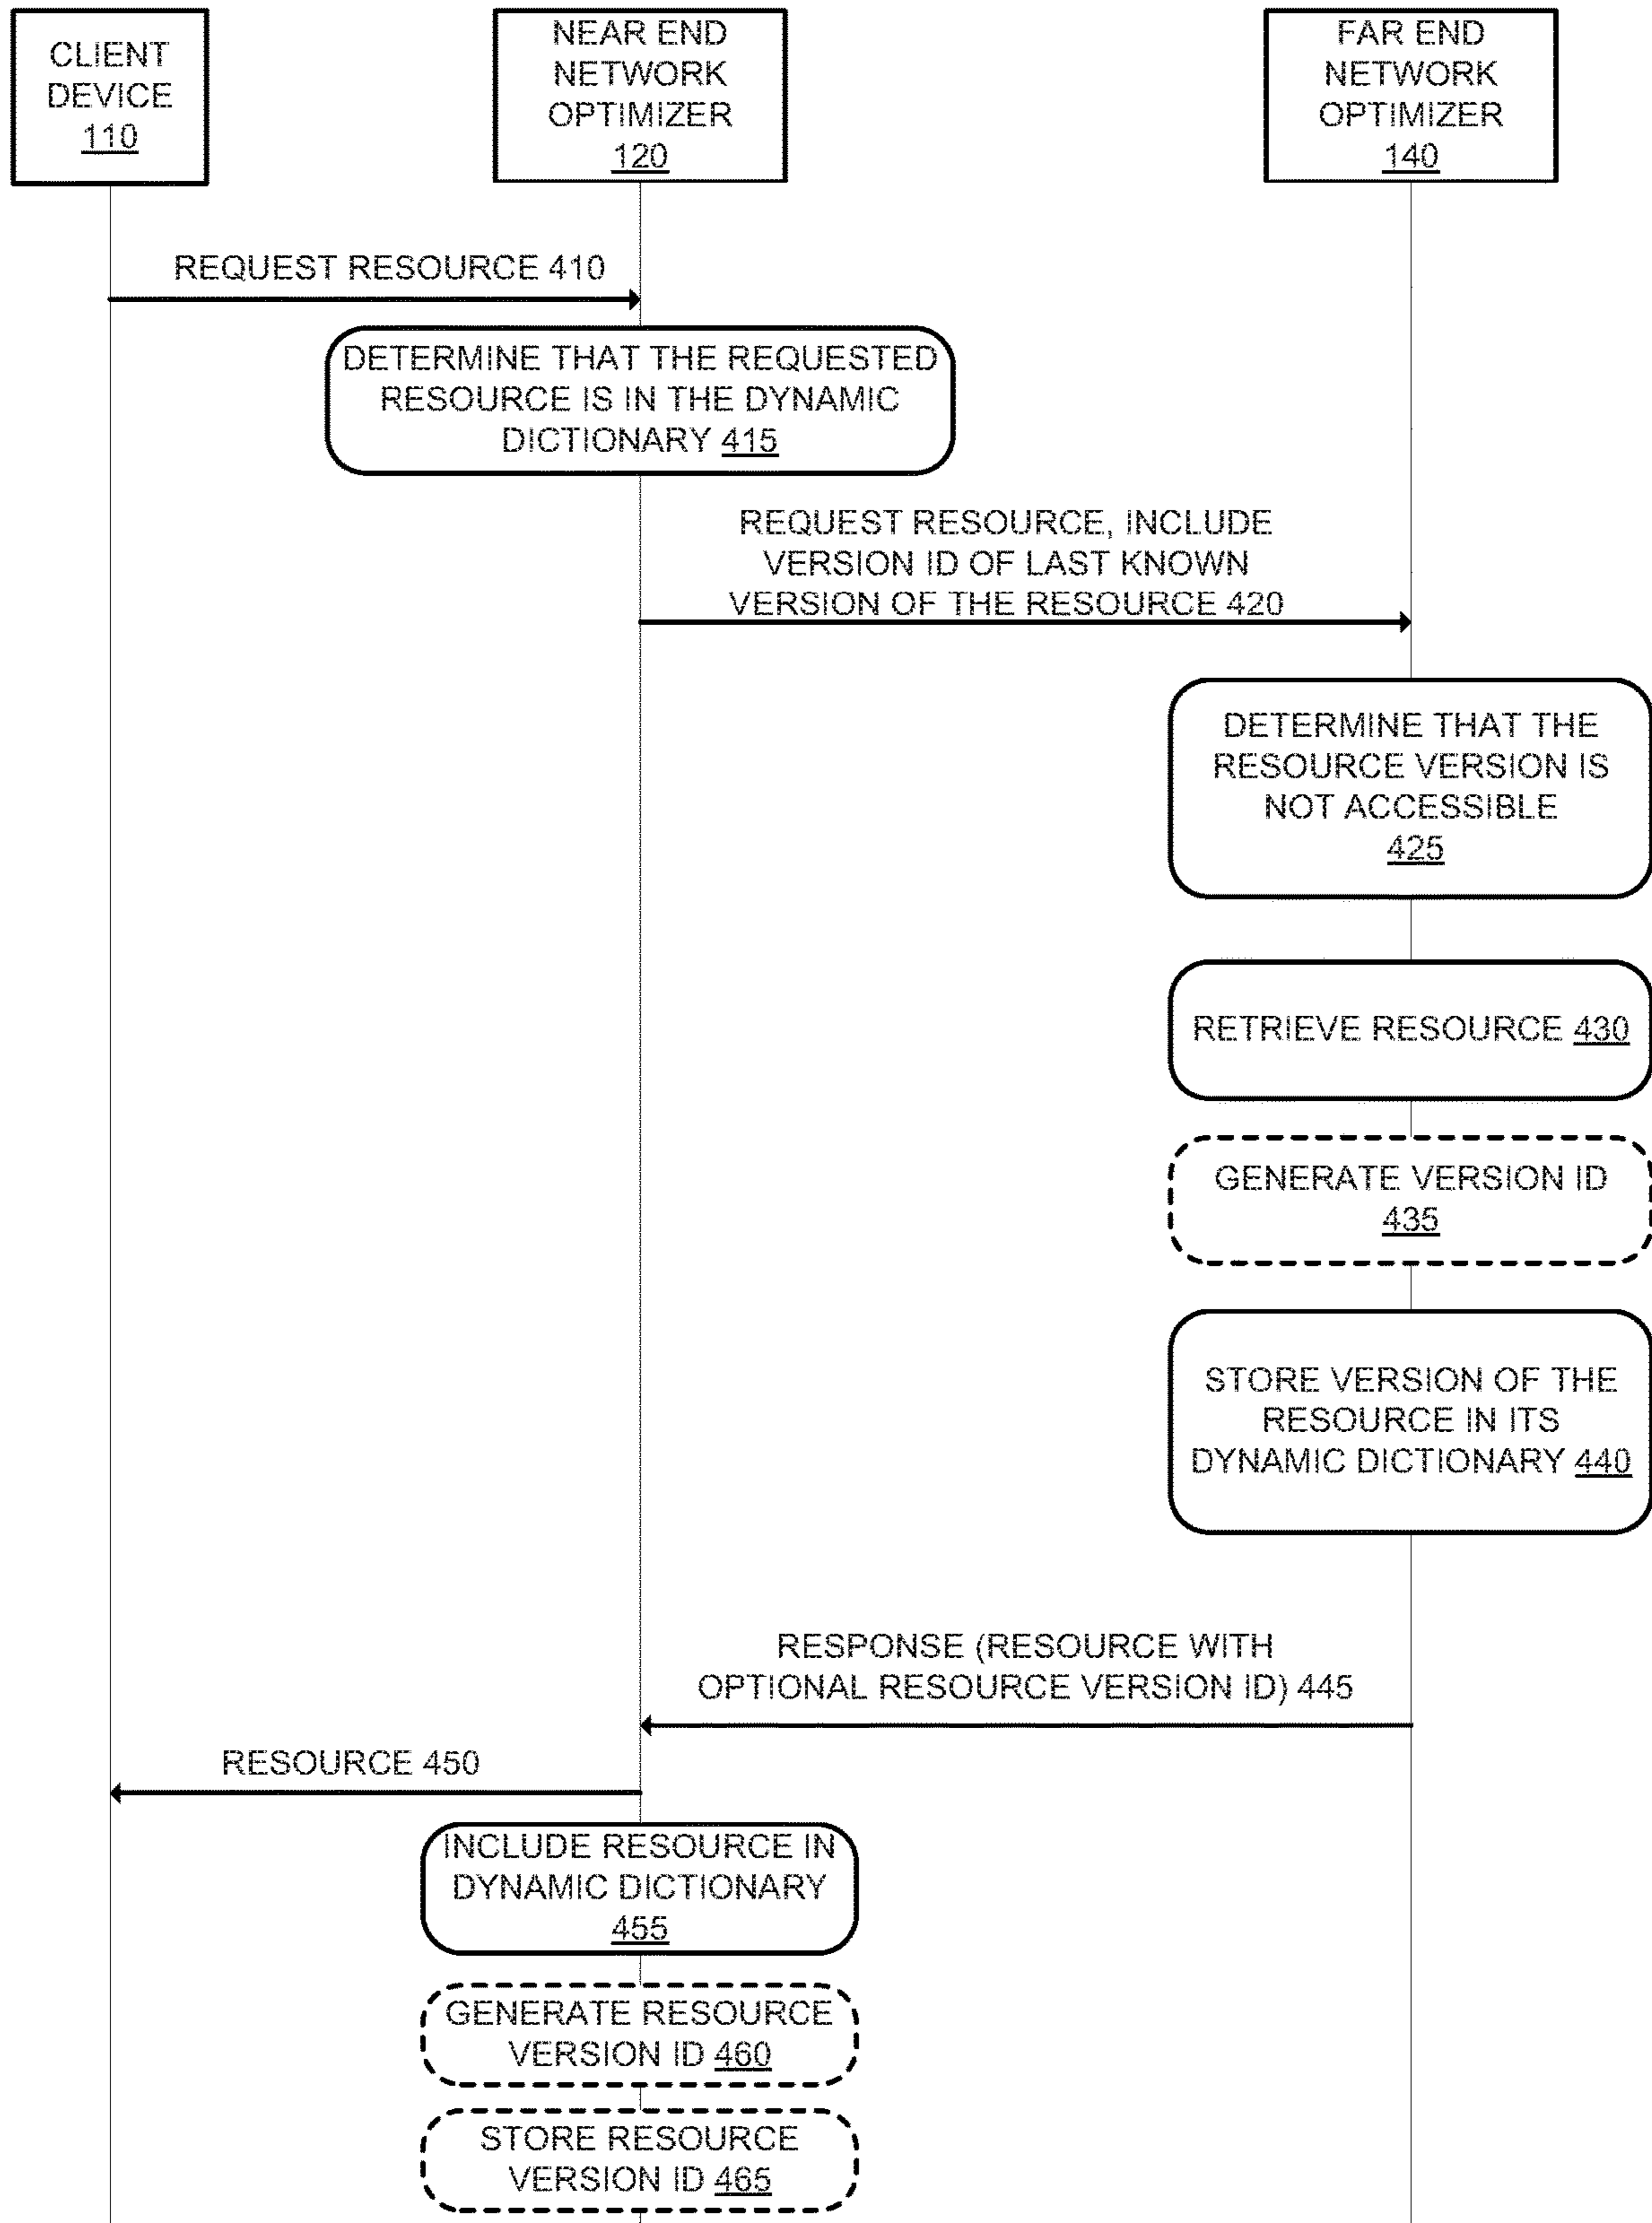 CLIENT
DEVICE
110
NEAR END
NETWORK
OPTIMIZER
120
FAR END
NETWORK
OPTIMIZER
140
REQUEST RESOURCE 410
DETERMINE THAT THE REQUESTED
RESOURCE IS IN THE DYNAMIC
DICTIONARY 415
REQUEST RESOURCE, INCLUDE
VERSION ID OF LAST KNOWN
VERSION OF THE RESOURCE 420
DETERMINE THAT THE
RESOURCE VERSION IS
NOT ACCESSIBLE
425
RETRIEVE RESOURCE 430
GENERATE VERSION ID
435
STORE VERSION OF THE
RESOURCE IN ITS
DYNAMIC DICTIONARY 440
RESPONSE (RESOURCE WITH
OPTIONAL RESOURCE VERSION ID) 445
RESOURCE 450
INCLUDE RESOURCE IN
DYNAMIC DICTIONARY
455
GENERATE RESOURCE
VERSION ID 460
STORE RESOURCE
VERSION ID 465